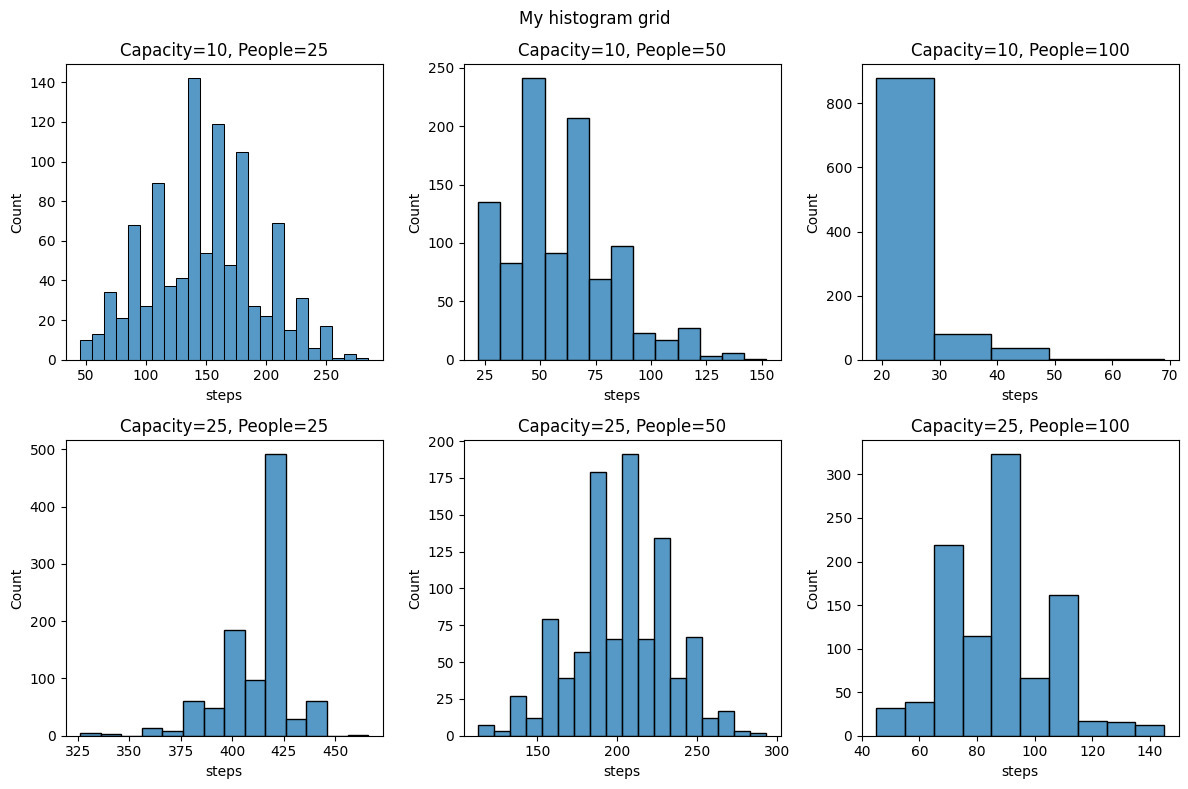 My histogram grid
Capacity=10, People=25
Capacity=10, People=50
Capacity=10, People=100
140
120
100
80
60
40
20
0
Count
50 100 150 200 250
steps
250
200
150
100
50
0
Count
25 50 75 100 125 150
steps
800
600
400
200
0
Count
20 30 40 50 60 70
steps
Capacity=25, People=25
Capacity=25, People=50
Capacity=25, People=100
500
400
300
200
100
0
Count
325 350 375 400 425 450
steps
200
175
150
125
100
75
50
25
0
Count
150 200 250 300
steps
300
250
200
150
100
50
0
Count
40 60 80 100 120 140
steps